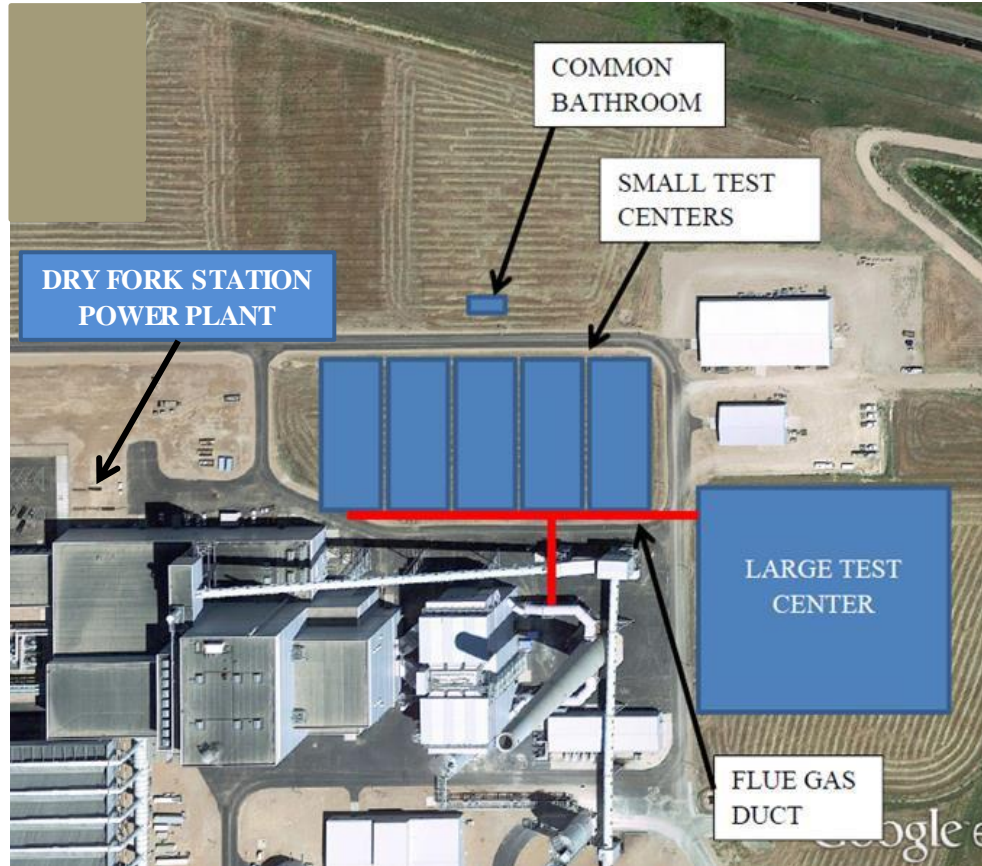 COMMON
BATHROOM
SMALL TEST
CENTERS
DRY FORK STATION
POWER PLANT
LARGE TEST
CENTER
FLUE GAS
DUCT
Google e